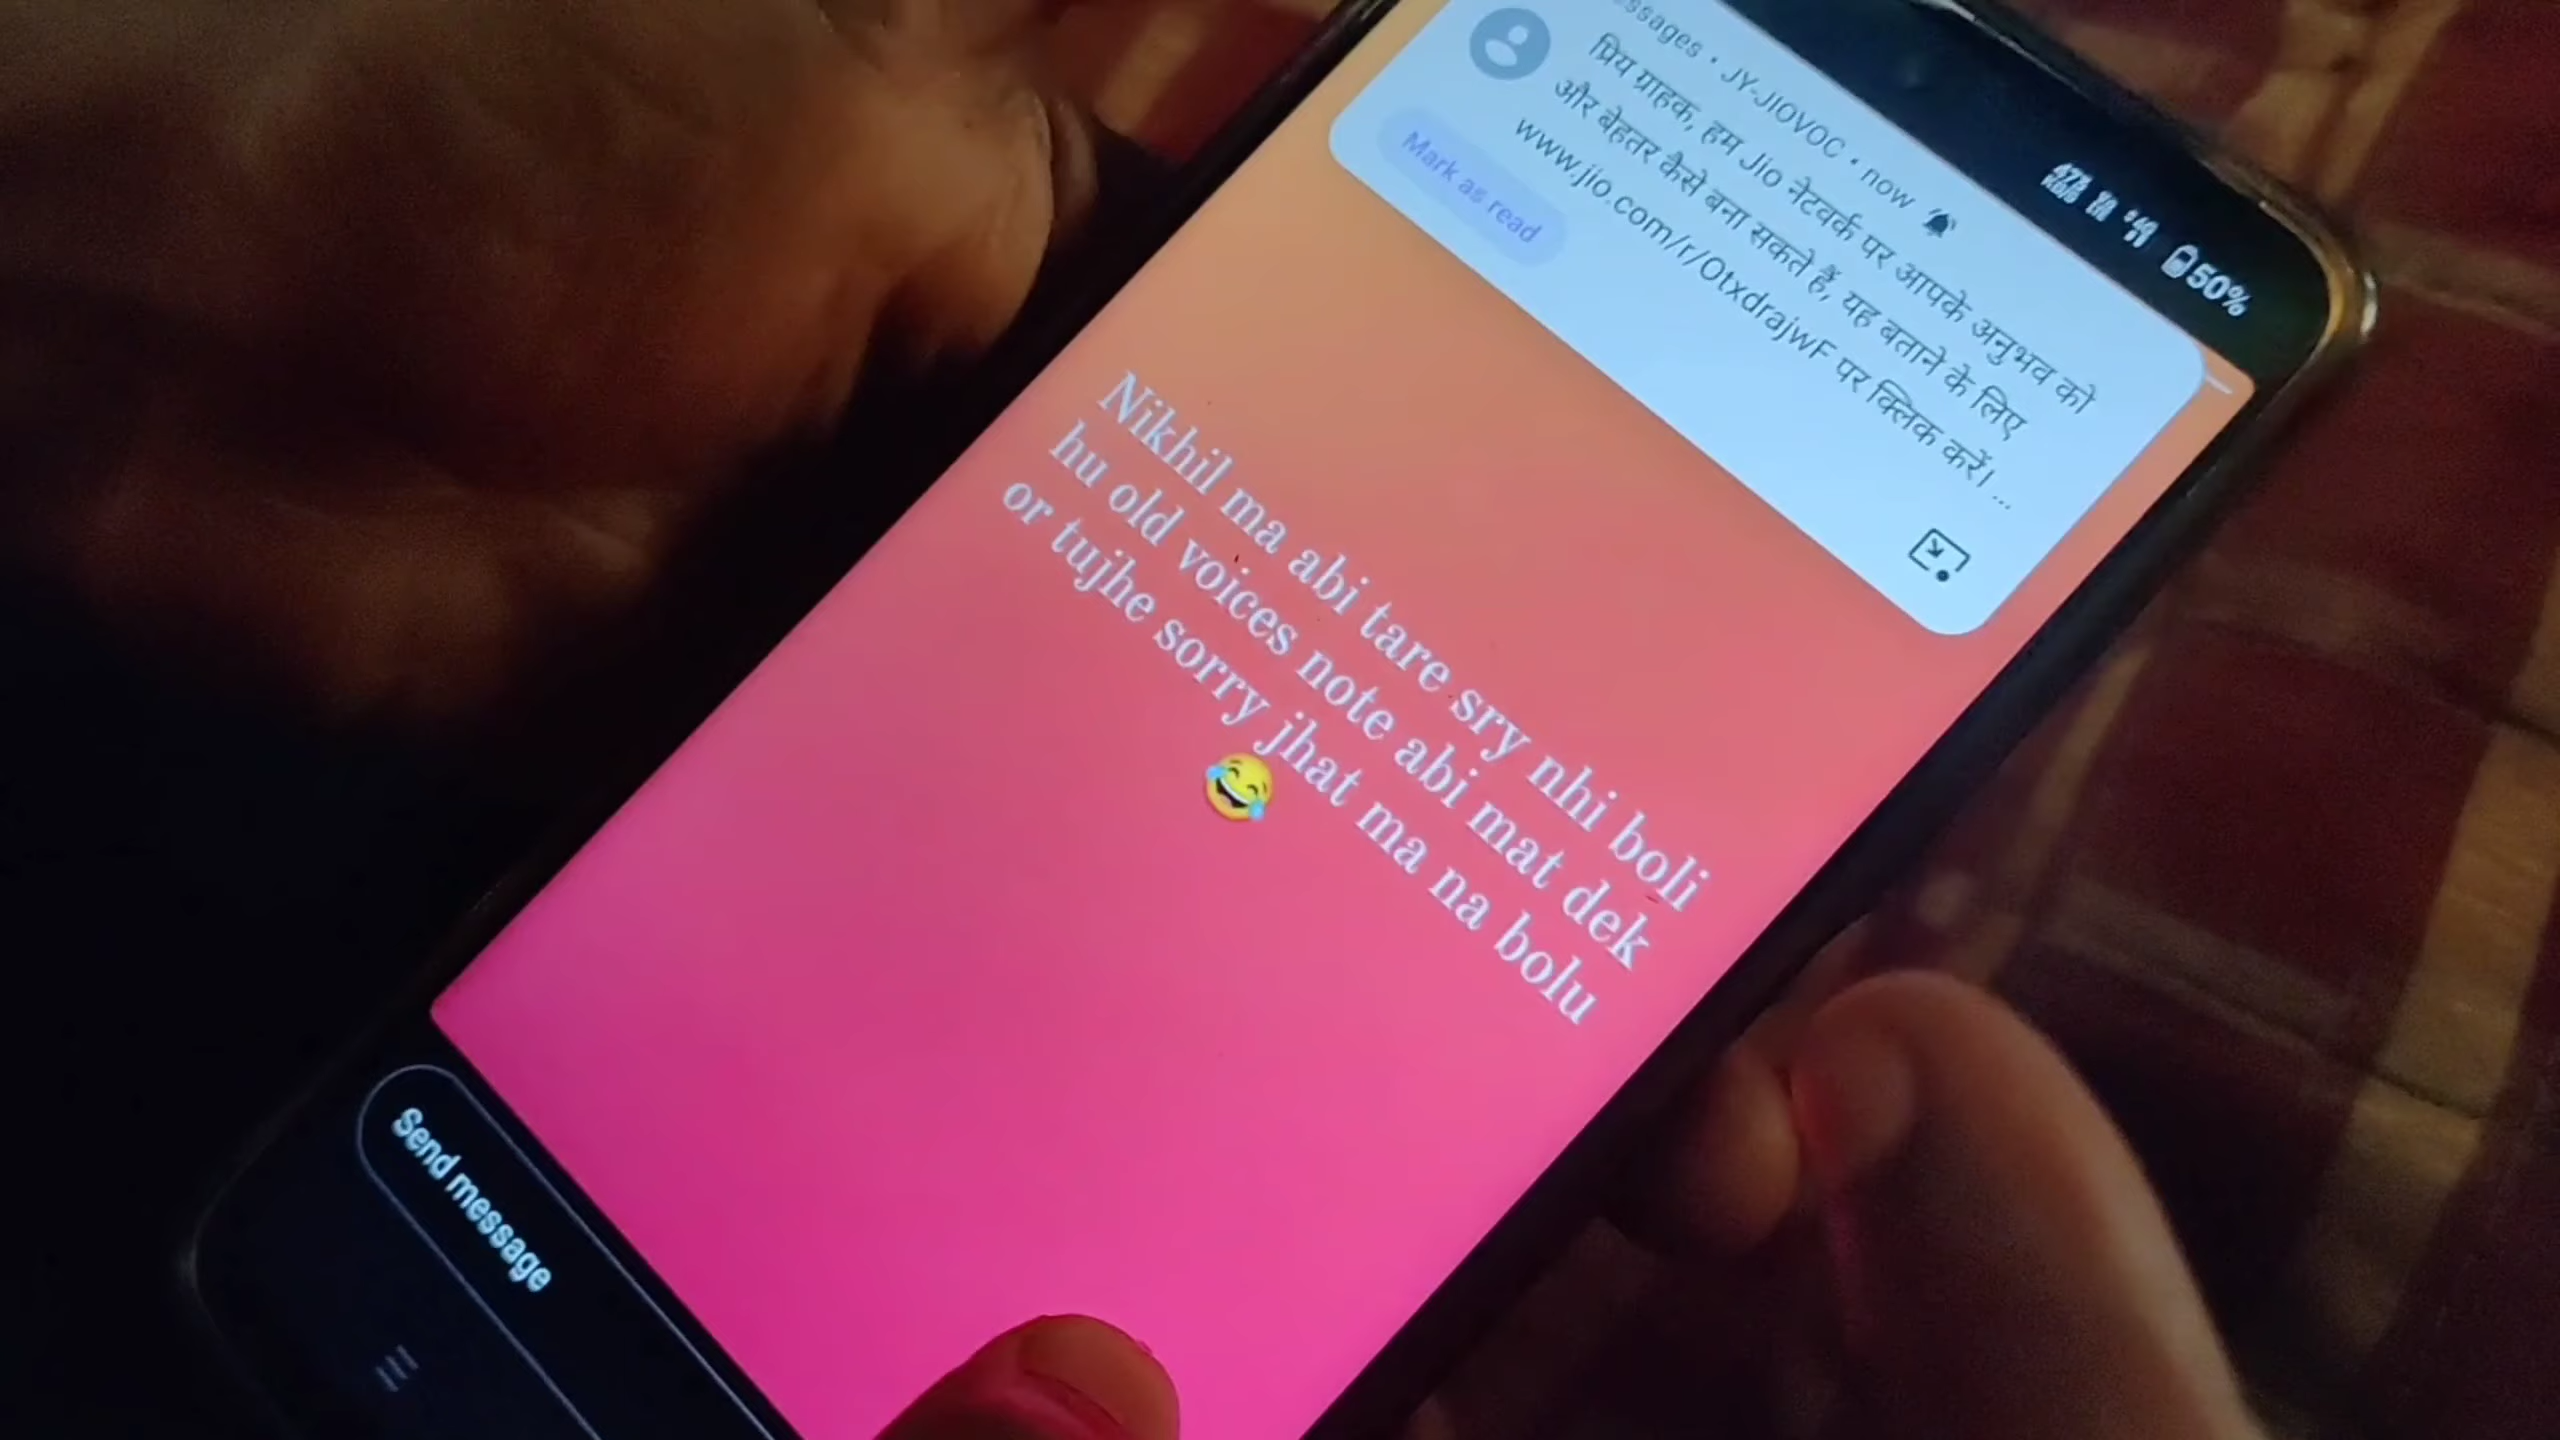 ssages • JY-JIOVOC • now
प्रिय ग्राहक, हम Jio नेटवर्क पर आपके अनुभव को
और बेहतर कैसे बना सकते हैं, यह बताने के लिए
www.jio.com/r/OtxdrajwF पर क्लिक करें। ...
Mark as read
50%
Nikhil ma abi tare sry nhi boli
hu old voices note abi mat dek
or tujhe sorry jhat ma na bolu
😂
Send message